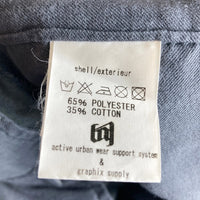 shell/exterieur
65% POLYESTER
35% COTTON
active urban wear support system
&
graphix supply